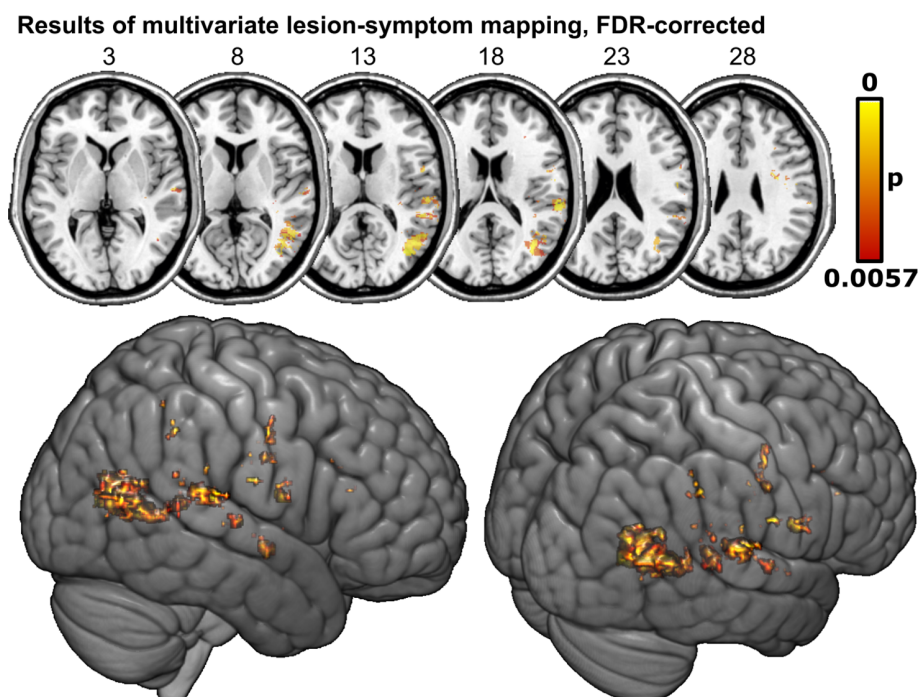 Results of multivariate lesion-symptom mapping, FDR-corrected
3 8 13 18 23 28
0
p
0.0057